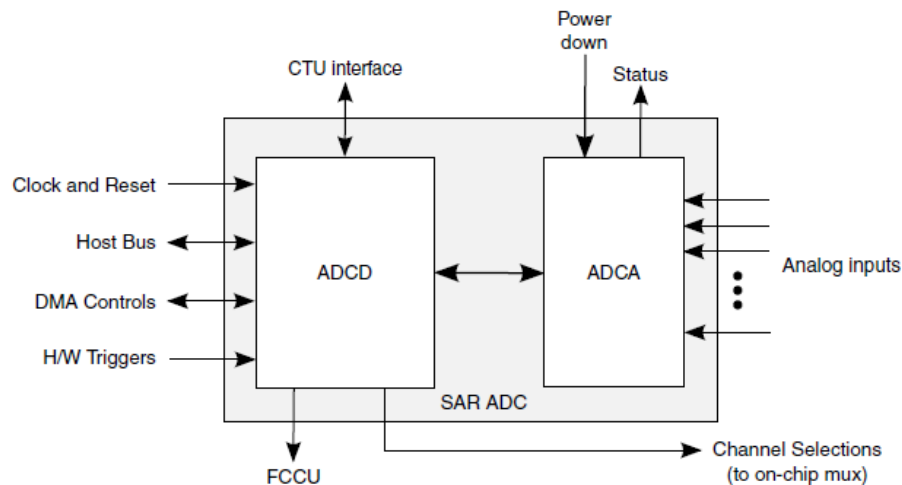 Power
down
CTU interface
Status
Clock and Reset
Host Bus
ADCD
ADCA
Analog inputs
DMA Controls
H/W Triggers
SAR ADC
Channel Selections
(to on-chip mux)
FCCU